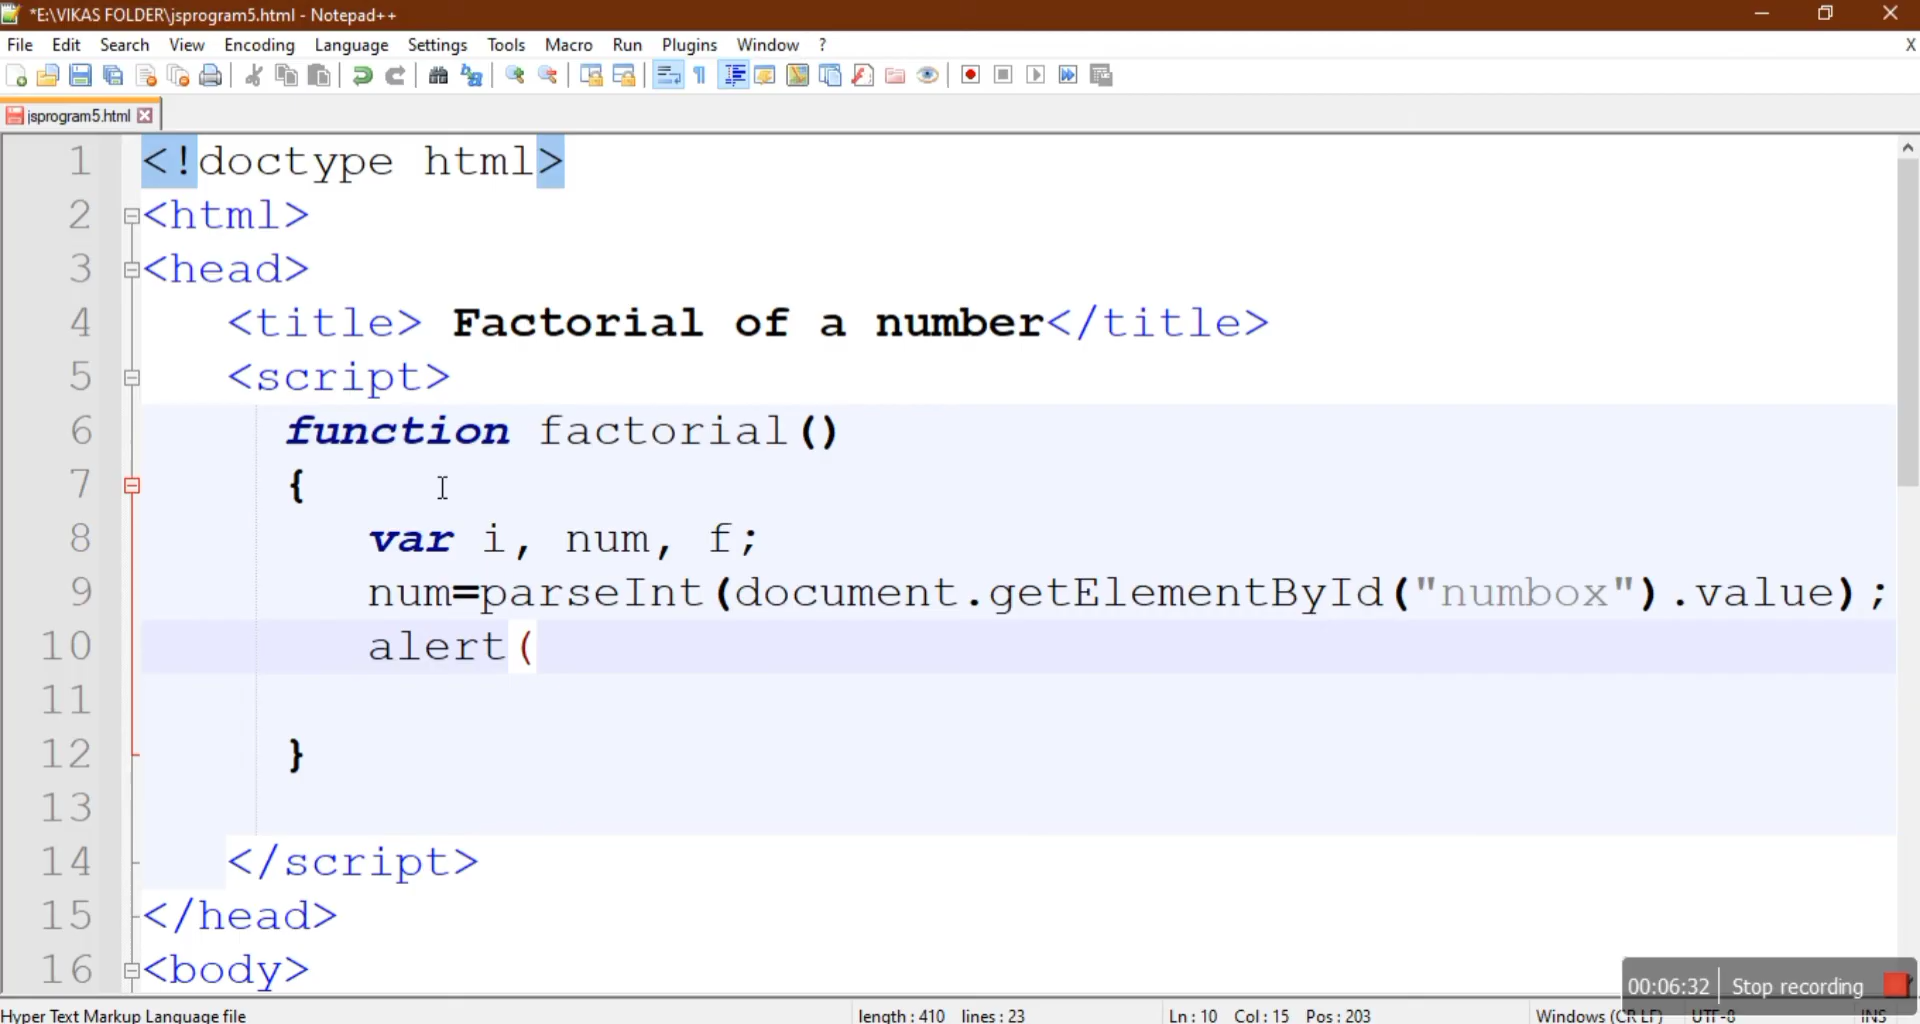 *E:\VIKAS FOLDER\jsprogram5.html - Notepad++
File Edit Search View Encoding Language Settings Tools Macro Run Plugins Window ? X
jsprogram5.html
1 <!doctype html>
2 <html>
3 <head>
4 <title> Factorial of a number</title>
5 <script>
6 function factorial()
7 {
8 var i, num, f;
9 num=parseInt(document.getElementById("numbox").value);
10 alert(
11
12 }
13
14 </script>
15 </head>
16 <body>
00:06:32 Stop recording
Hyper Text Markup Language file length : 410 lines : 23 Ln : 10 Col : 15 Pos : 203 Windows (CR LF) UTF-8 INS